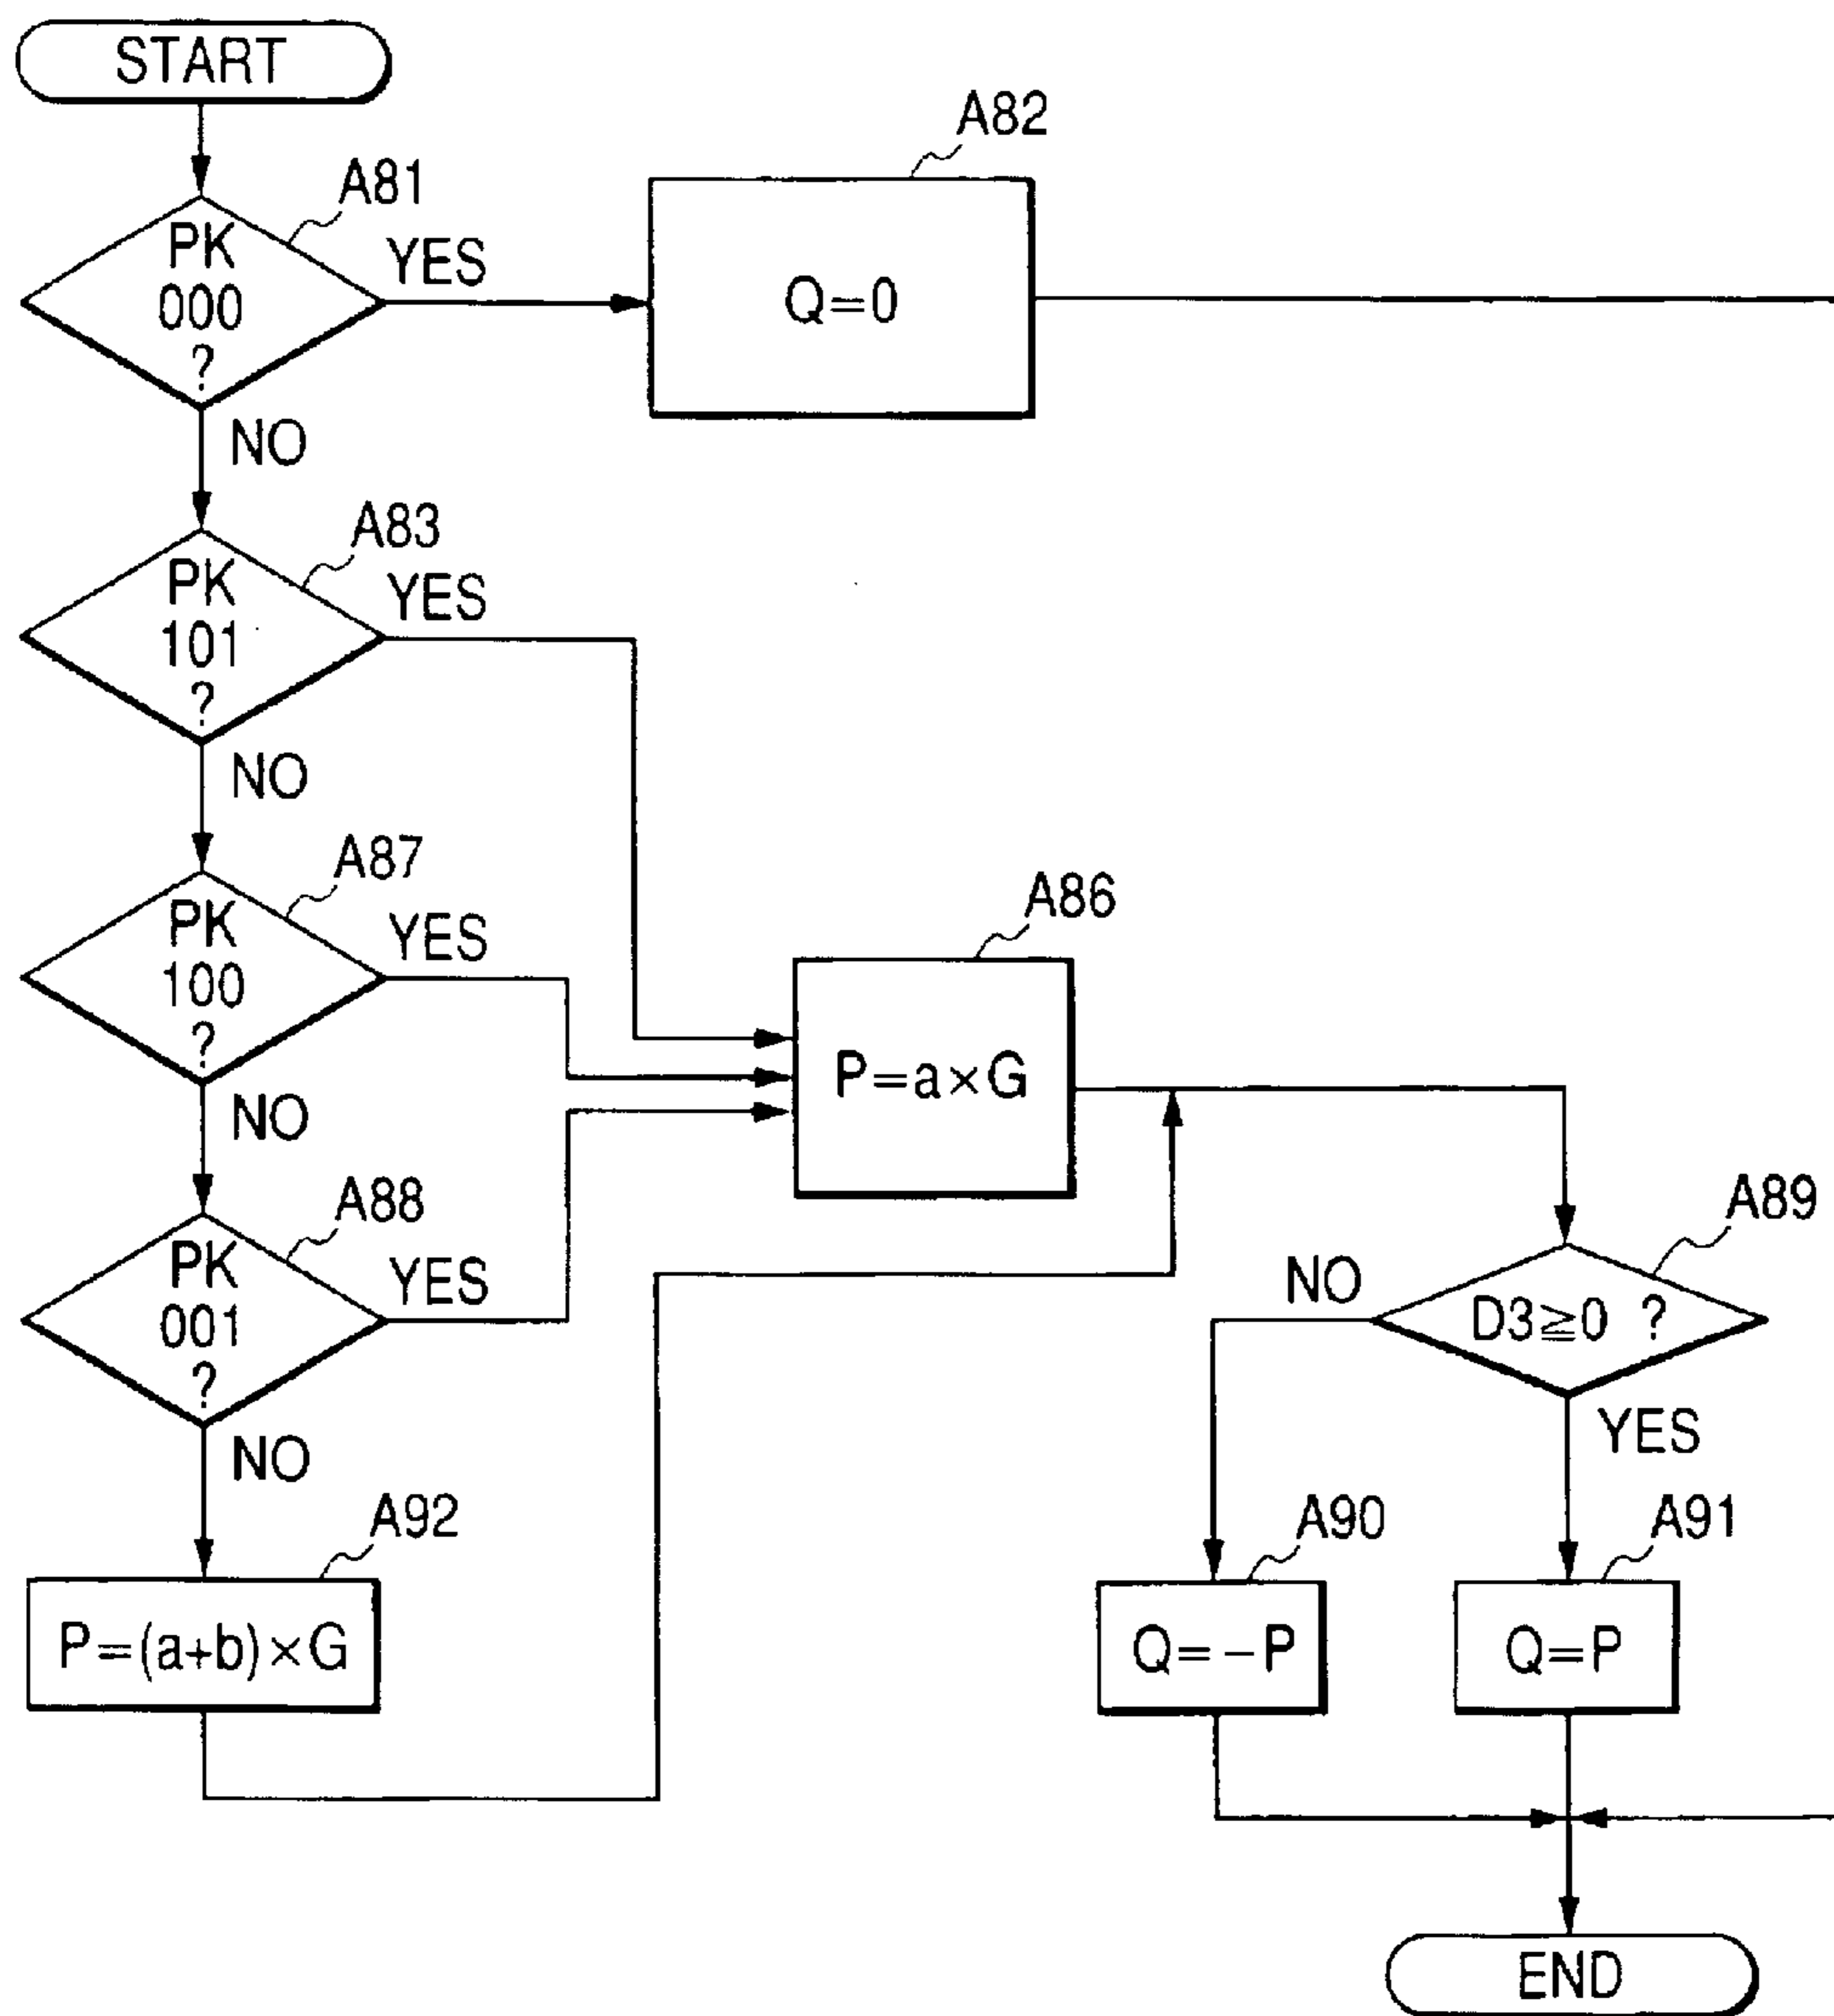 START
A81
PK
000
?
YES
NO
A82
Q=0
A83
PK
101
?
YES
NO
A87
PK
100
?
YES
NO
A86
P=a×G
A88
PK
001
?
YES
NO
A89
D3≧0 ?
NO
YES
A92
P=(a+b)×G
A90
Q=-P
A91
Q=P
END